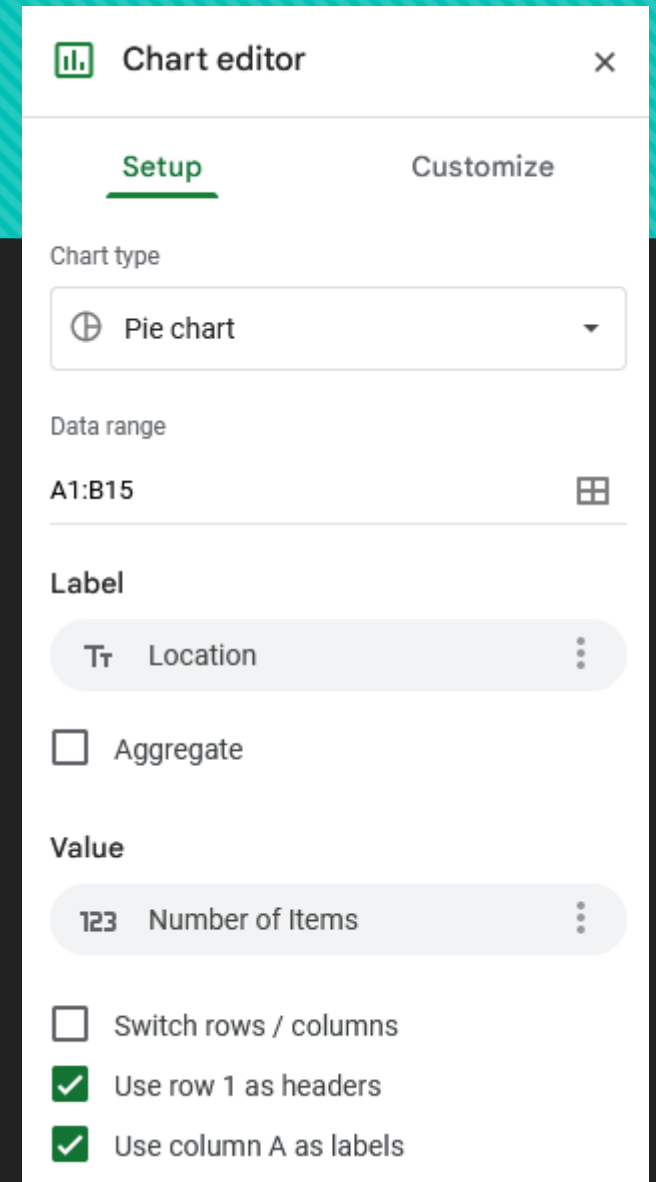 Chart editor
Setup Customize
Chart type
Pie chart
Data range
A1:B15
Label
Tт Location
Aggregate
Value
123 Number of Items
Switch rows / columns
Use row 1 as headers
Use column A as labels